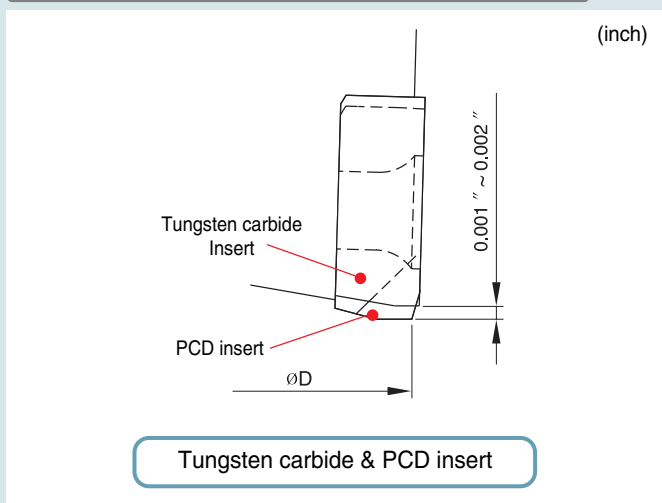 (inch)
0.001 ″ ~ 0.002 ″
Tungsten carbide
Insert
PCD insert
øD
Tungsten carbide & PCD insert